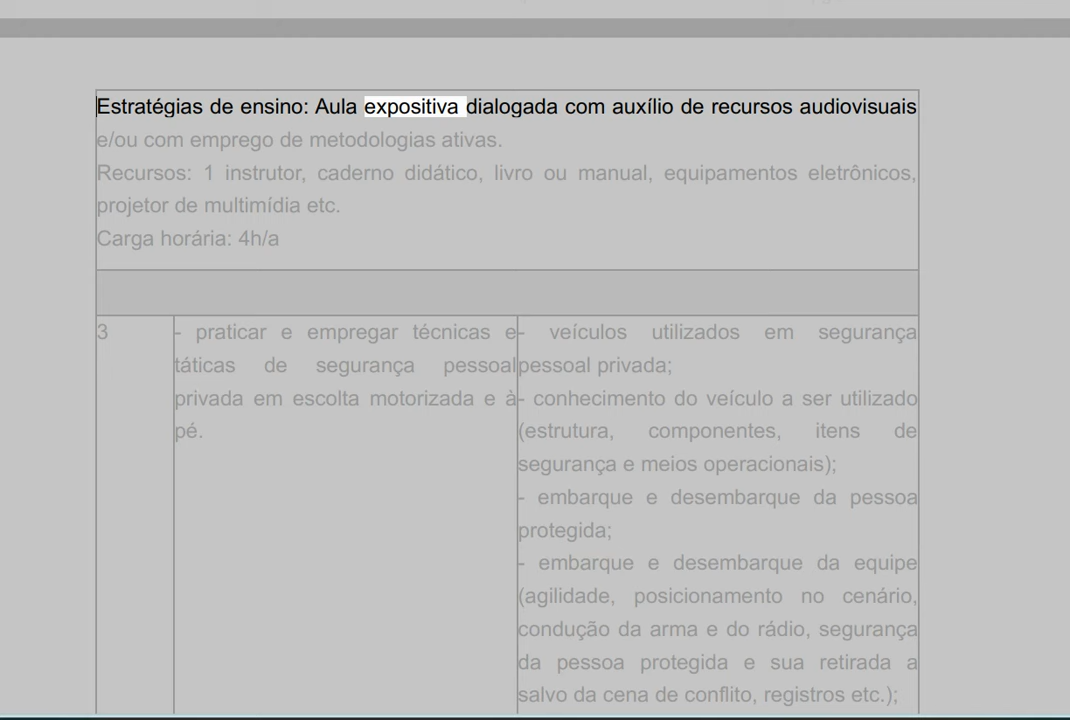 Estratégias de ensino: Aula expositiva dialogada com auxílio de recursos audiovisuais
e/ou com emprego de metodologias ativas.
Recursos: 1 instrutor, caderno didático, livro ou manual, equipamentos eletrônicos,
projetor de multimídia etc.
Carga horária: 4h/a
3
- praticar e empregar técnicas e
táticas de segurança pessoal
privada em escolta motorizada e à
pé.
- veículos utilizados em segurança
pessoal privada;
- conhecimento do veículo a ser utilizado
(estrutura, componentes, itens de
segurança e meios operacionais);
- embarque e desembarque da pessoa
protegida;
- embarque e desembarque da equipe
(agilidade, posicionamento no cenário,
condução da arma e do rádio, segurança
da pessoa protegida e sua retirada a
salvo da cena de conflito, registros etc.);